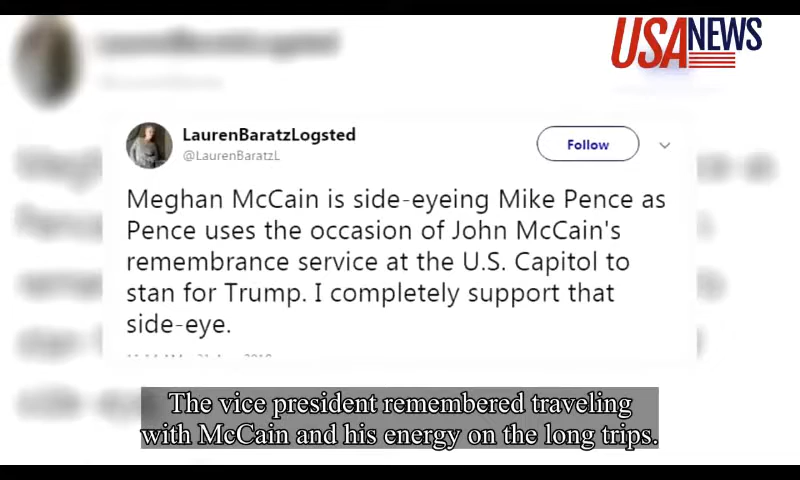 USANEWS
LaurenBaratzLogsted
LaurenBaratzLogsted
@LaurenBaratzL
Follow
Meghan McCain is side-eyeing Mike Pence as
Pence uses the occasion of John McCain's
remembrance service at the U.S. Capitol to
stan for Trump. I completely support that
side-eye.
The vice president remembered traveling
with McCain and his energy on the long trips.